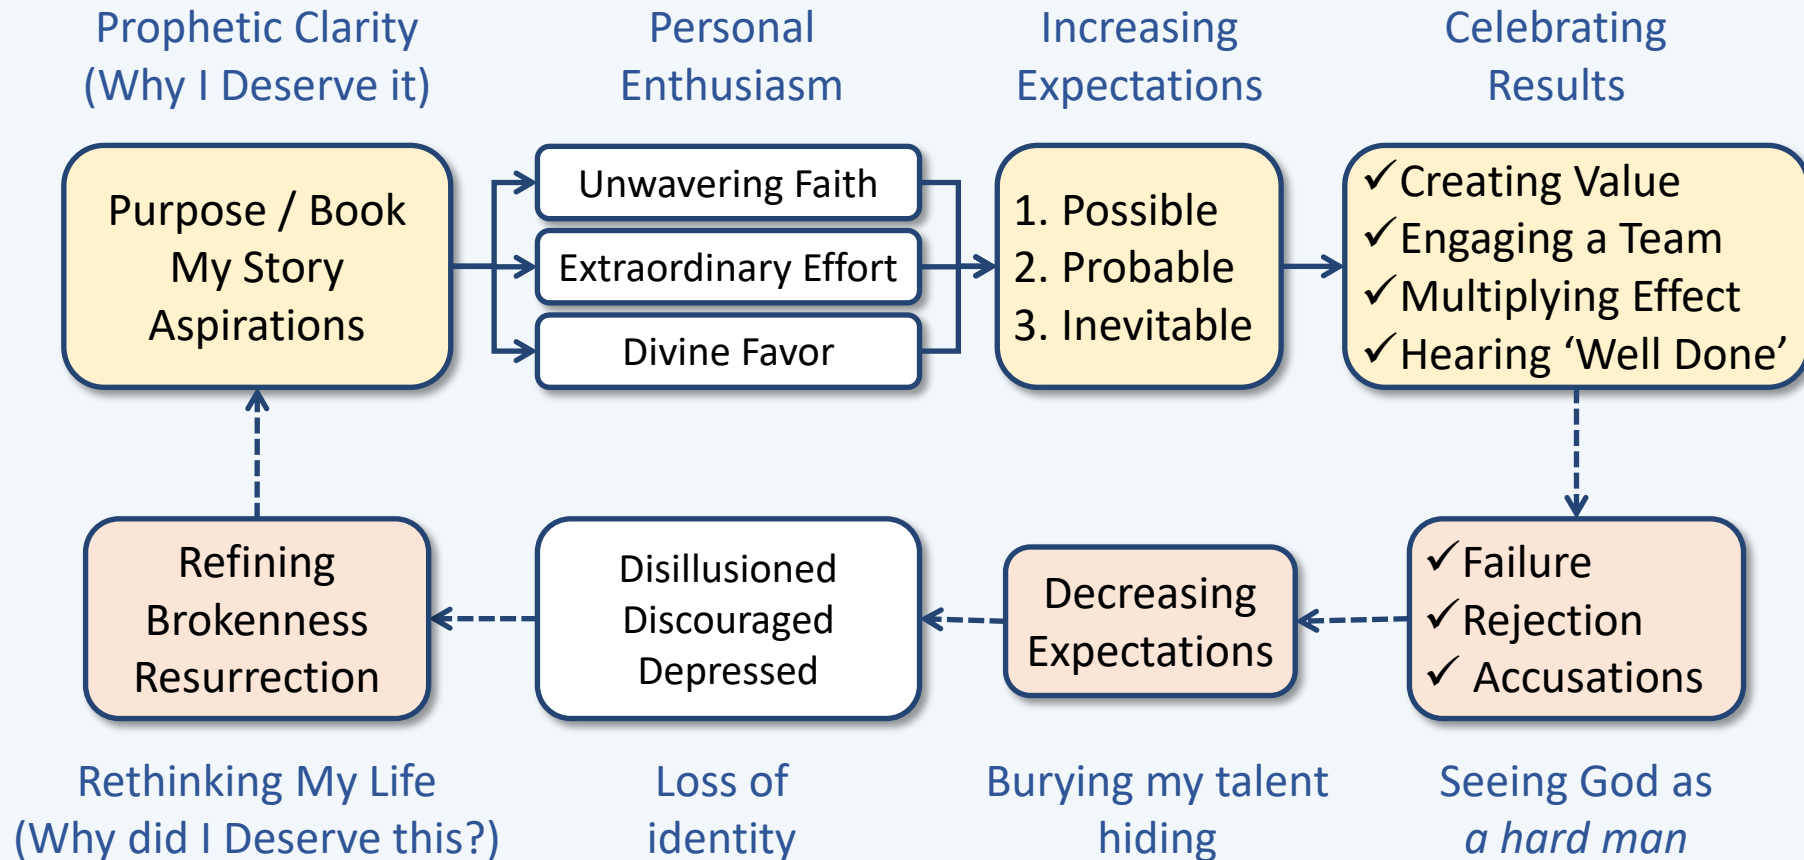 Prophetic Clarity
(Why I Deserve it)
Personal
Enthusiasm
Increasing
Expectations
Celebrating
Results
Purpose / Book
My Story
Aspirations
Unwavering Faith
Extraordinary Effort
Divine Favor
1. Possible
2. Probable
3. Inevitable
✓Creating Value
✓Engaging a Team
✓Multiplying Effect
✓Hearing ‘Well Done’
Refining
Brokenness
Resurrection
Disillusioned
Discouraged
Depressed
Decreasing
Expectations
✓Failure
✓Rejection
✓ Accusations
Rethinking My Life
(Why did I Deserve this?)
Loss of
identity
Burying my talent
hiding
Seeing God as
a hard man